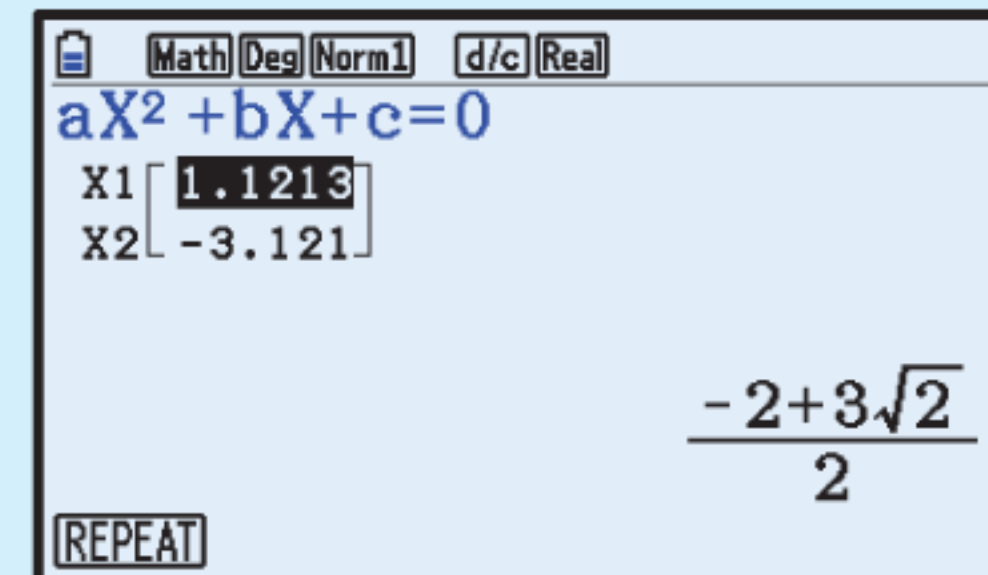 Math Deg Norm1 d/c Real
aX² +bX+c=0
X1 1.1213
X2 -3.121
-2+3√2
2
REPEAT